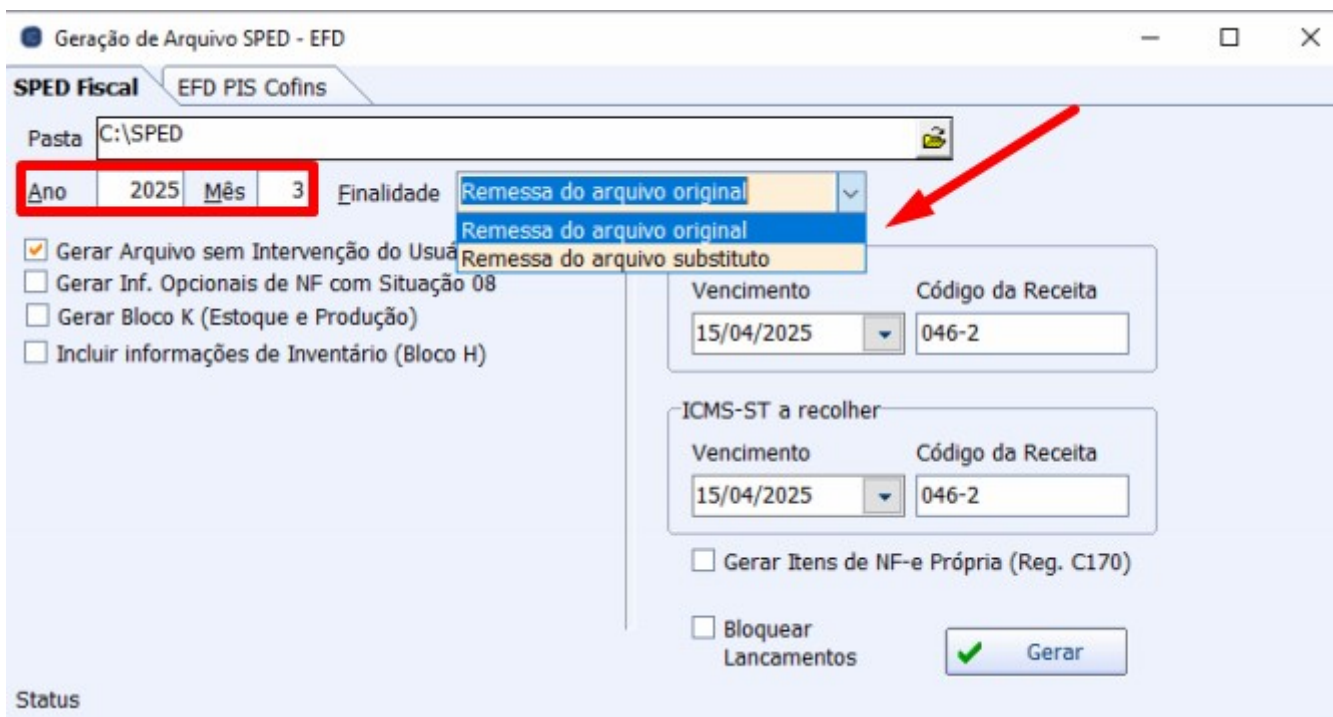 Geração de Arquivo SPED - EFD
SPED Fiscal EFD PIS Cofins
Pasta C:\SPED
Ano 2025 Mês 3 Finalidade Remessa do arquivo original
Remessa do arquivo original
Remessa do arquivo substituto
Gerar Arquivo sem Intervenção do Usuá
Gerar Inf. Opcionais de NF com Situação 08
Gerar Bloco K (Estoque e Produção)
Incluir informações de Inventário (Bloco H)
Vencimento Código da Receita
15/04/2025 046-2
ICMS-ST a recolher
Vencimento Código da Receita
15/04/2025 046-2
Gerar Itens de NF-e Própria (Reg. C170)
Bloquear
Lancamentos
Gerar
Status